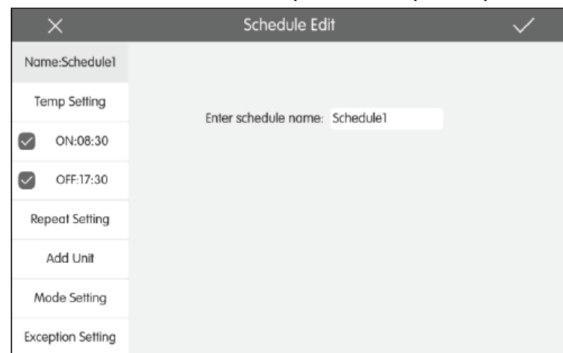 Schedule Edit
Name:Schedule1
Temp Setting
ON:08:30
OFF:17:30
Repeat Setting
Add Unit
Mode Setting
Exception Setting
Enter schedule name: Schedule1